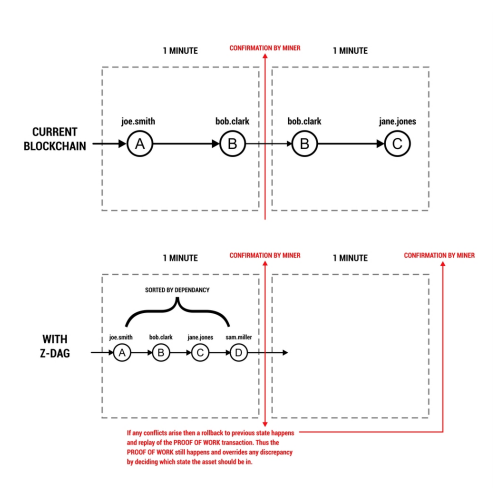 1 MINUTE
CONFIRMATION BY MINER
1 MINUTE
joe.smith
bob.clark
bob.clark
jane.jones
CURRENT
BLOCKCHAIN
A
B
B
C
1 MINUTE
CONFIRMATION BY MINER
1 MINUTE
CONFIRMATION BY MINER
SORTED BY DEPENDANCY
joe.smith
bob.clark
jane.jones
sam.miller
WITH
Z-DAG
A
B
C
D
If any conflicts arise then a rollback to previous state happens
and replay of the PROOF OF WORK transaction. Thus the
PROOF OF WORK still happens and overrides any discrepancy
by deciding which state the asset should be in.